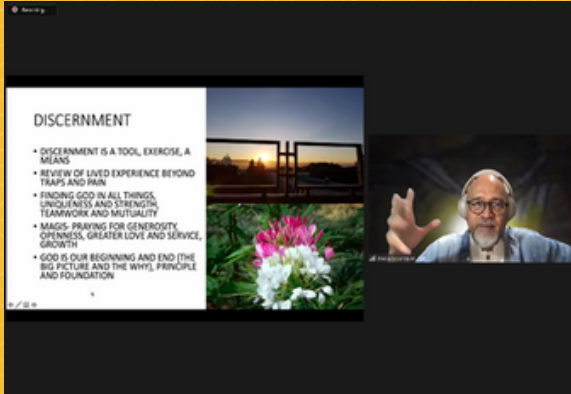 DISCERNMENT
• DISCERNMENT IS A TOOL, EXERCISE, A
MEANS
• REVIEW OF LIVED EXPERIENCE BEYOND
TRAPS AND PAIN
• FINDING GOD IN ALL THINGS,
UNIQUENESS AND STRENGTH,
TEAMWORK AND MUTUALITY
• MAGIS- PRAYING FOR GENEROSITY,
OPENNESS, GREATER LOVE AND SERVICE,
GROWTH
• GOD IS OUR BEGINNING AND END (THE
BIG PICTURE AND THE WHY), PRINCIPLE
AND FOUNDATION